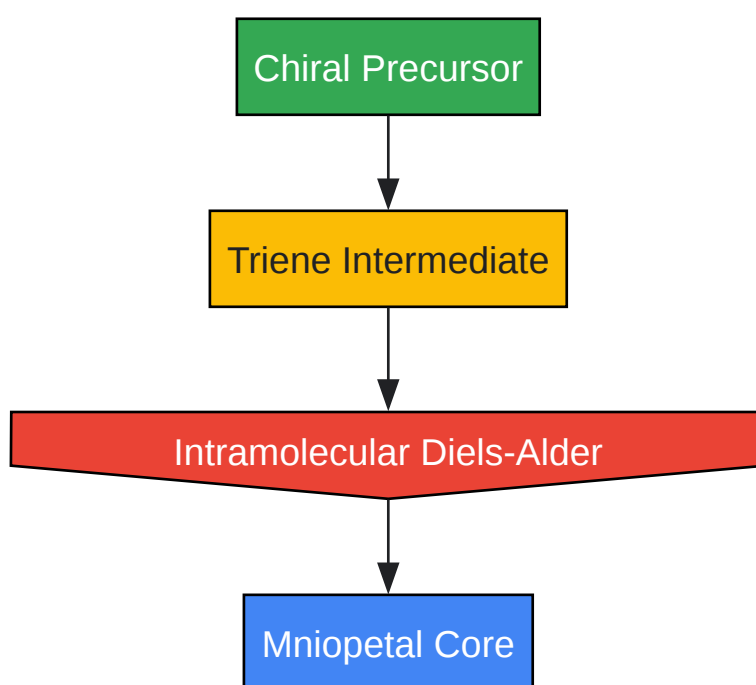 Chiral Precursor
Triene Intermediate
Intramolecular Diels-Alder
Mniopetal Core